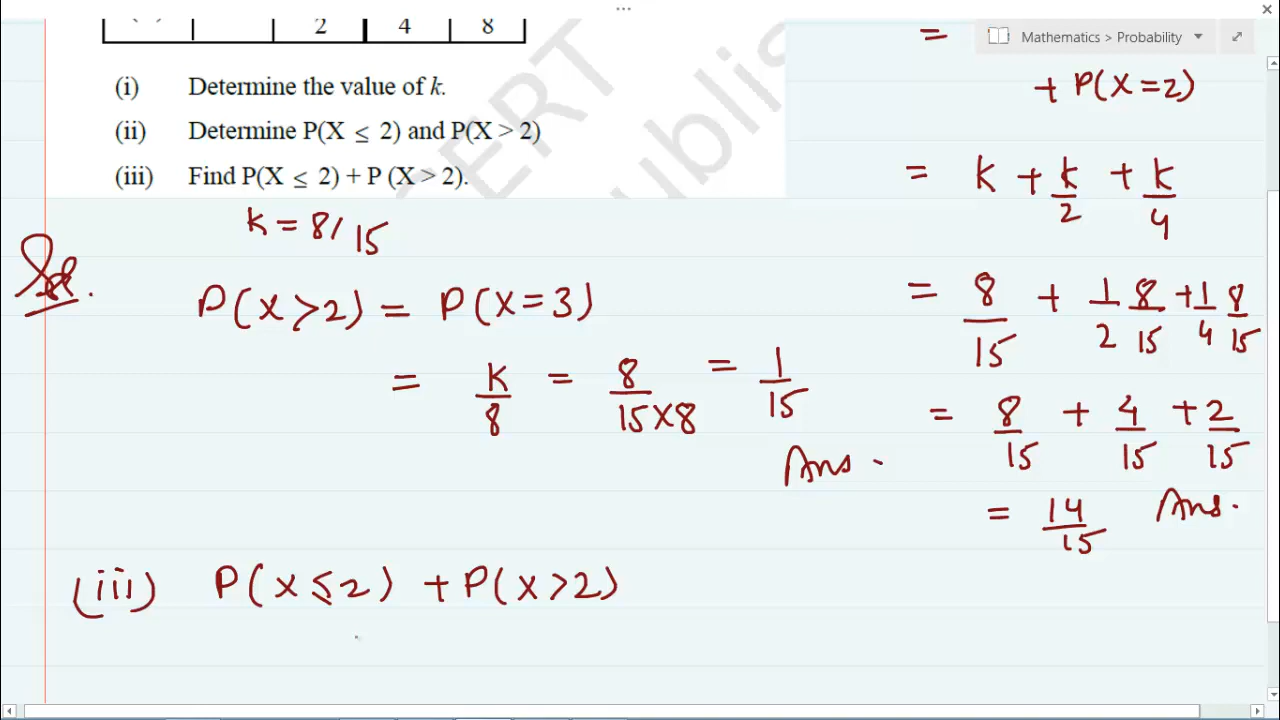 2 4 8
Mathematics > Probability
(i) Determine the value of k.
(ii) Determine P(X ≤ 2) and P(X > 2)
(iii) Find P(X ≤ 2) + P (X > 2).
k = 8/15
Sol.
P(X>2) = P(X=3)
= k/8 = 8/15×8 = 1/15
Ans.
=
+ P(X=2)
= k + k/2 + k/4
= 8/15 + 1/2 8/15 + 1/4 8/15
= 8/15 + 4/15 + 2/15
= 14/15 Ans.
(iii) P(X≤2) + P(X>2)